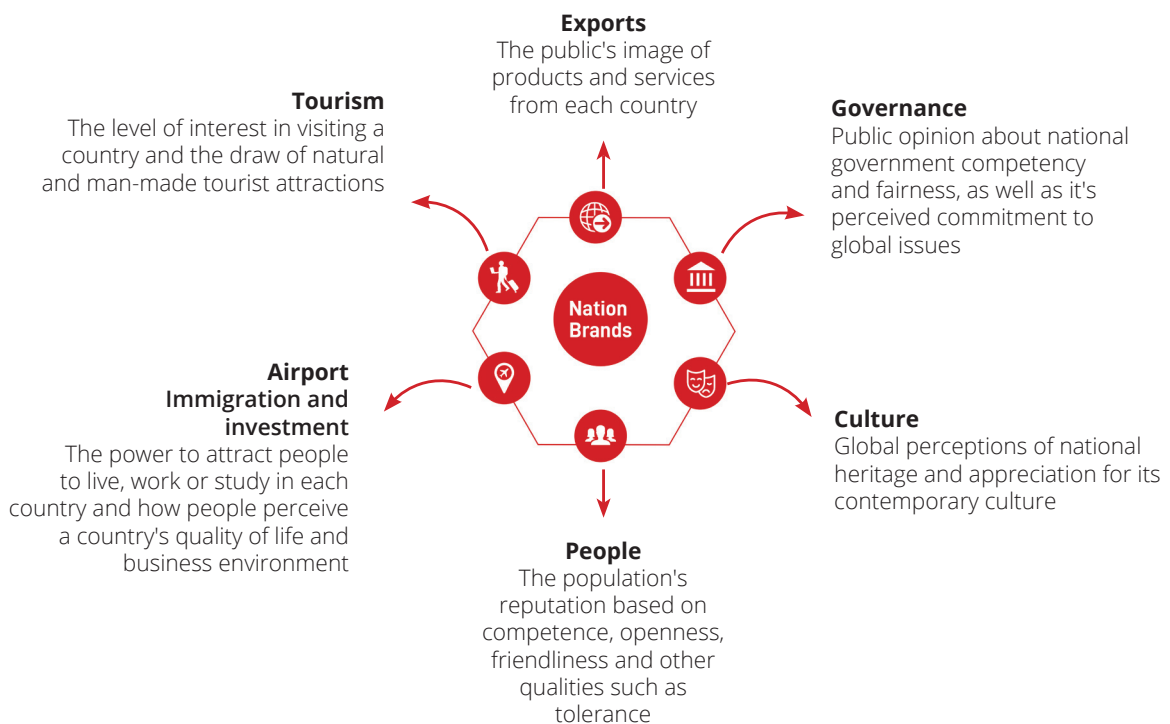 Exports
The public's image of
products and services
from each country
Tourism
The level of interest in visiting a
country and the draw of natural
and man-made tourist attractions
Governance
Public opinion about national
government competency
and fairness, as well as it's
perceived commitment to
global issues
Nation
Brands
Airport
Immigration and
investment
The power to attract people
to live, work or study in each
country and how people perceive
a country's quality of life and
business environment
Culture
Global perceptions of national
heritage and appreciation for its
contemporary culture
People
The population's
reputation based on
competence, openness,
friendliness and other
qualities such as
tolerance